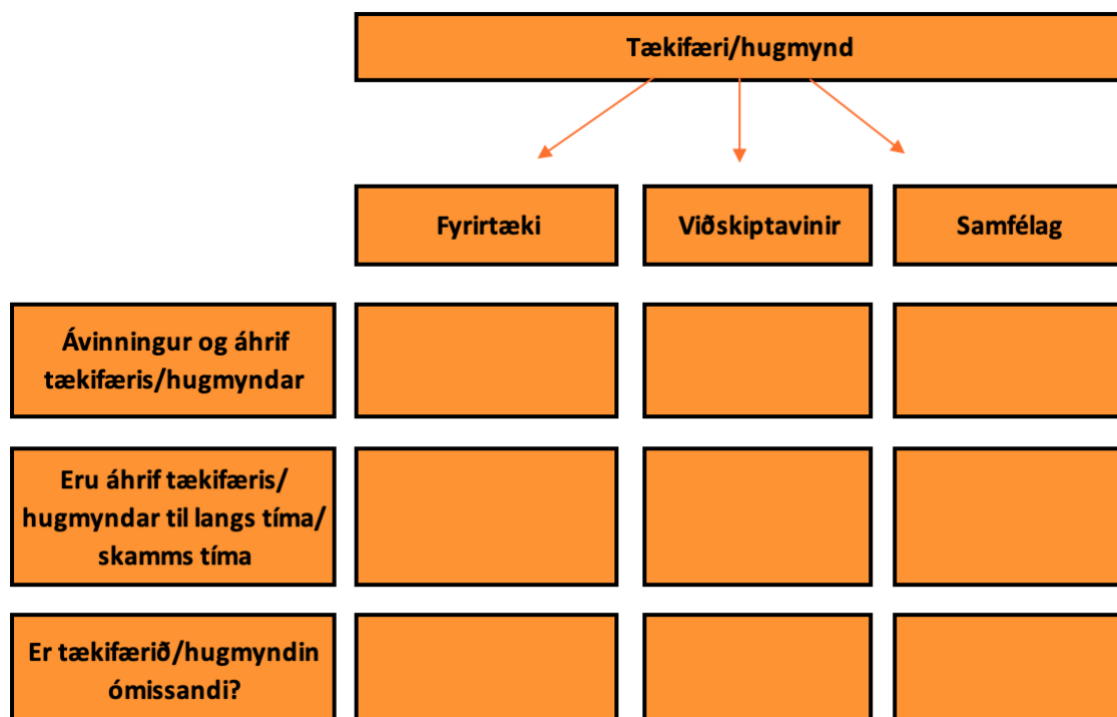 Tækifæri/hugmynd
Fyrirtæki
Viðskiptavinir
Samfélag
Ávinningur og áhrif
tækifæris/hugmyndar
Eru áhrif tækifæris/
hugmyndar til langs tíma/
skamms tíma
Er tækifærið/hugmyndin
ómissandi?